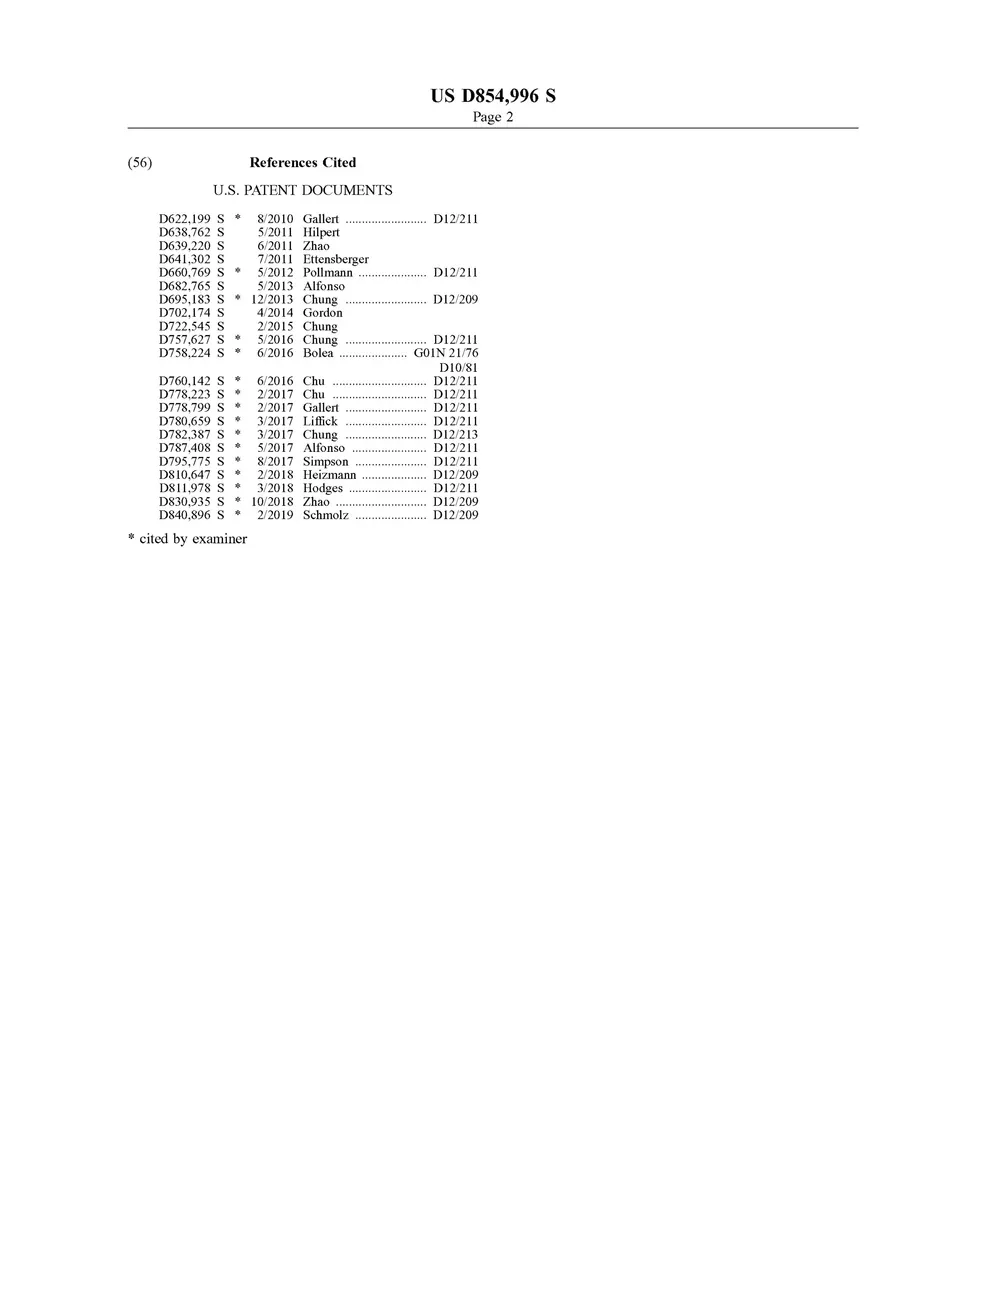 US D854,996 S
Page 2
(56) References Cited
U.S. PATENT DOCUMENTS
D622,199 S * 8/2010 Gallert ......................... D12/211
D638,762 S 5/2011 Hilpert
D639,220 S 6/2011 Zhao
D641,302 S 7/2011 Ettensberger
D660,769 S * 5/2012 Pollmann ..................... D12/211
D682,765 S 5/2013 Alfonso
D695,183 S * 12/2013 Chung ......................... D12/209
D702,174 S 4/2014 Gordon
D722,545 S 2/2015 Chung
D757,627 S * 5/2016 Chung ......................... D12/211
D758,224 S * 6/2016 Bolea ..................... G01N 21/76
D10/81
D760,142 S * 6/2016 Chu ............................. D12/211
D778,223 S * 2/2017 Chu ............................. D12/211
D778,799 S * 2/2017 Gallert ......................... D12/211
D780,659 S * 3/2017 Liffick ......................... D12/211
D782,387 S * 3/2017 Chung ......................... D12/213
D787,408 S * 5/2017 Alfonso ....................... D12/211
D795,775 S * 8/2017 Simpson ...................... D12/211
D810,647 S * 2/2018 Heizmann .................... D12/209
D811,978 S * 3/2018 Hodges ........................ D12/211
D830,935 S * 10/2018 Zhao ............................ D12/209
D840,896 S * 2/2019 Schmolz ...................... D12/209
* cited by examiner